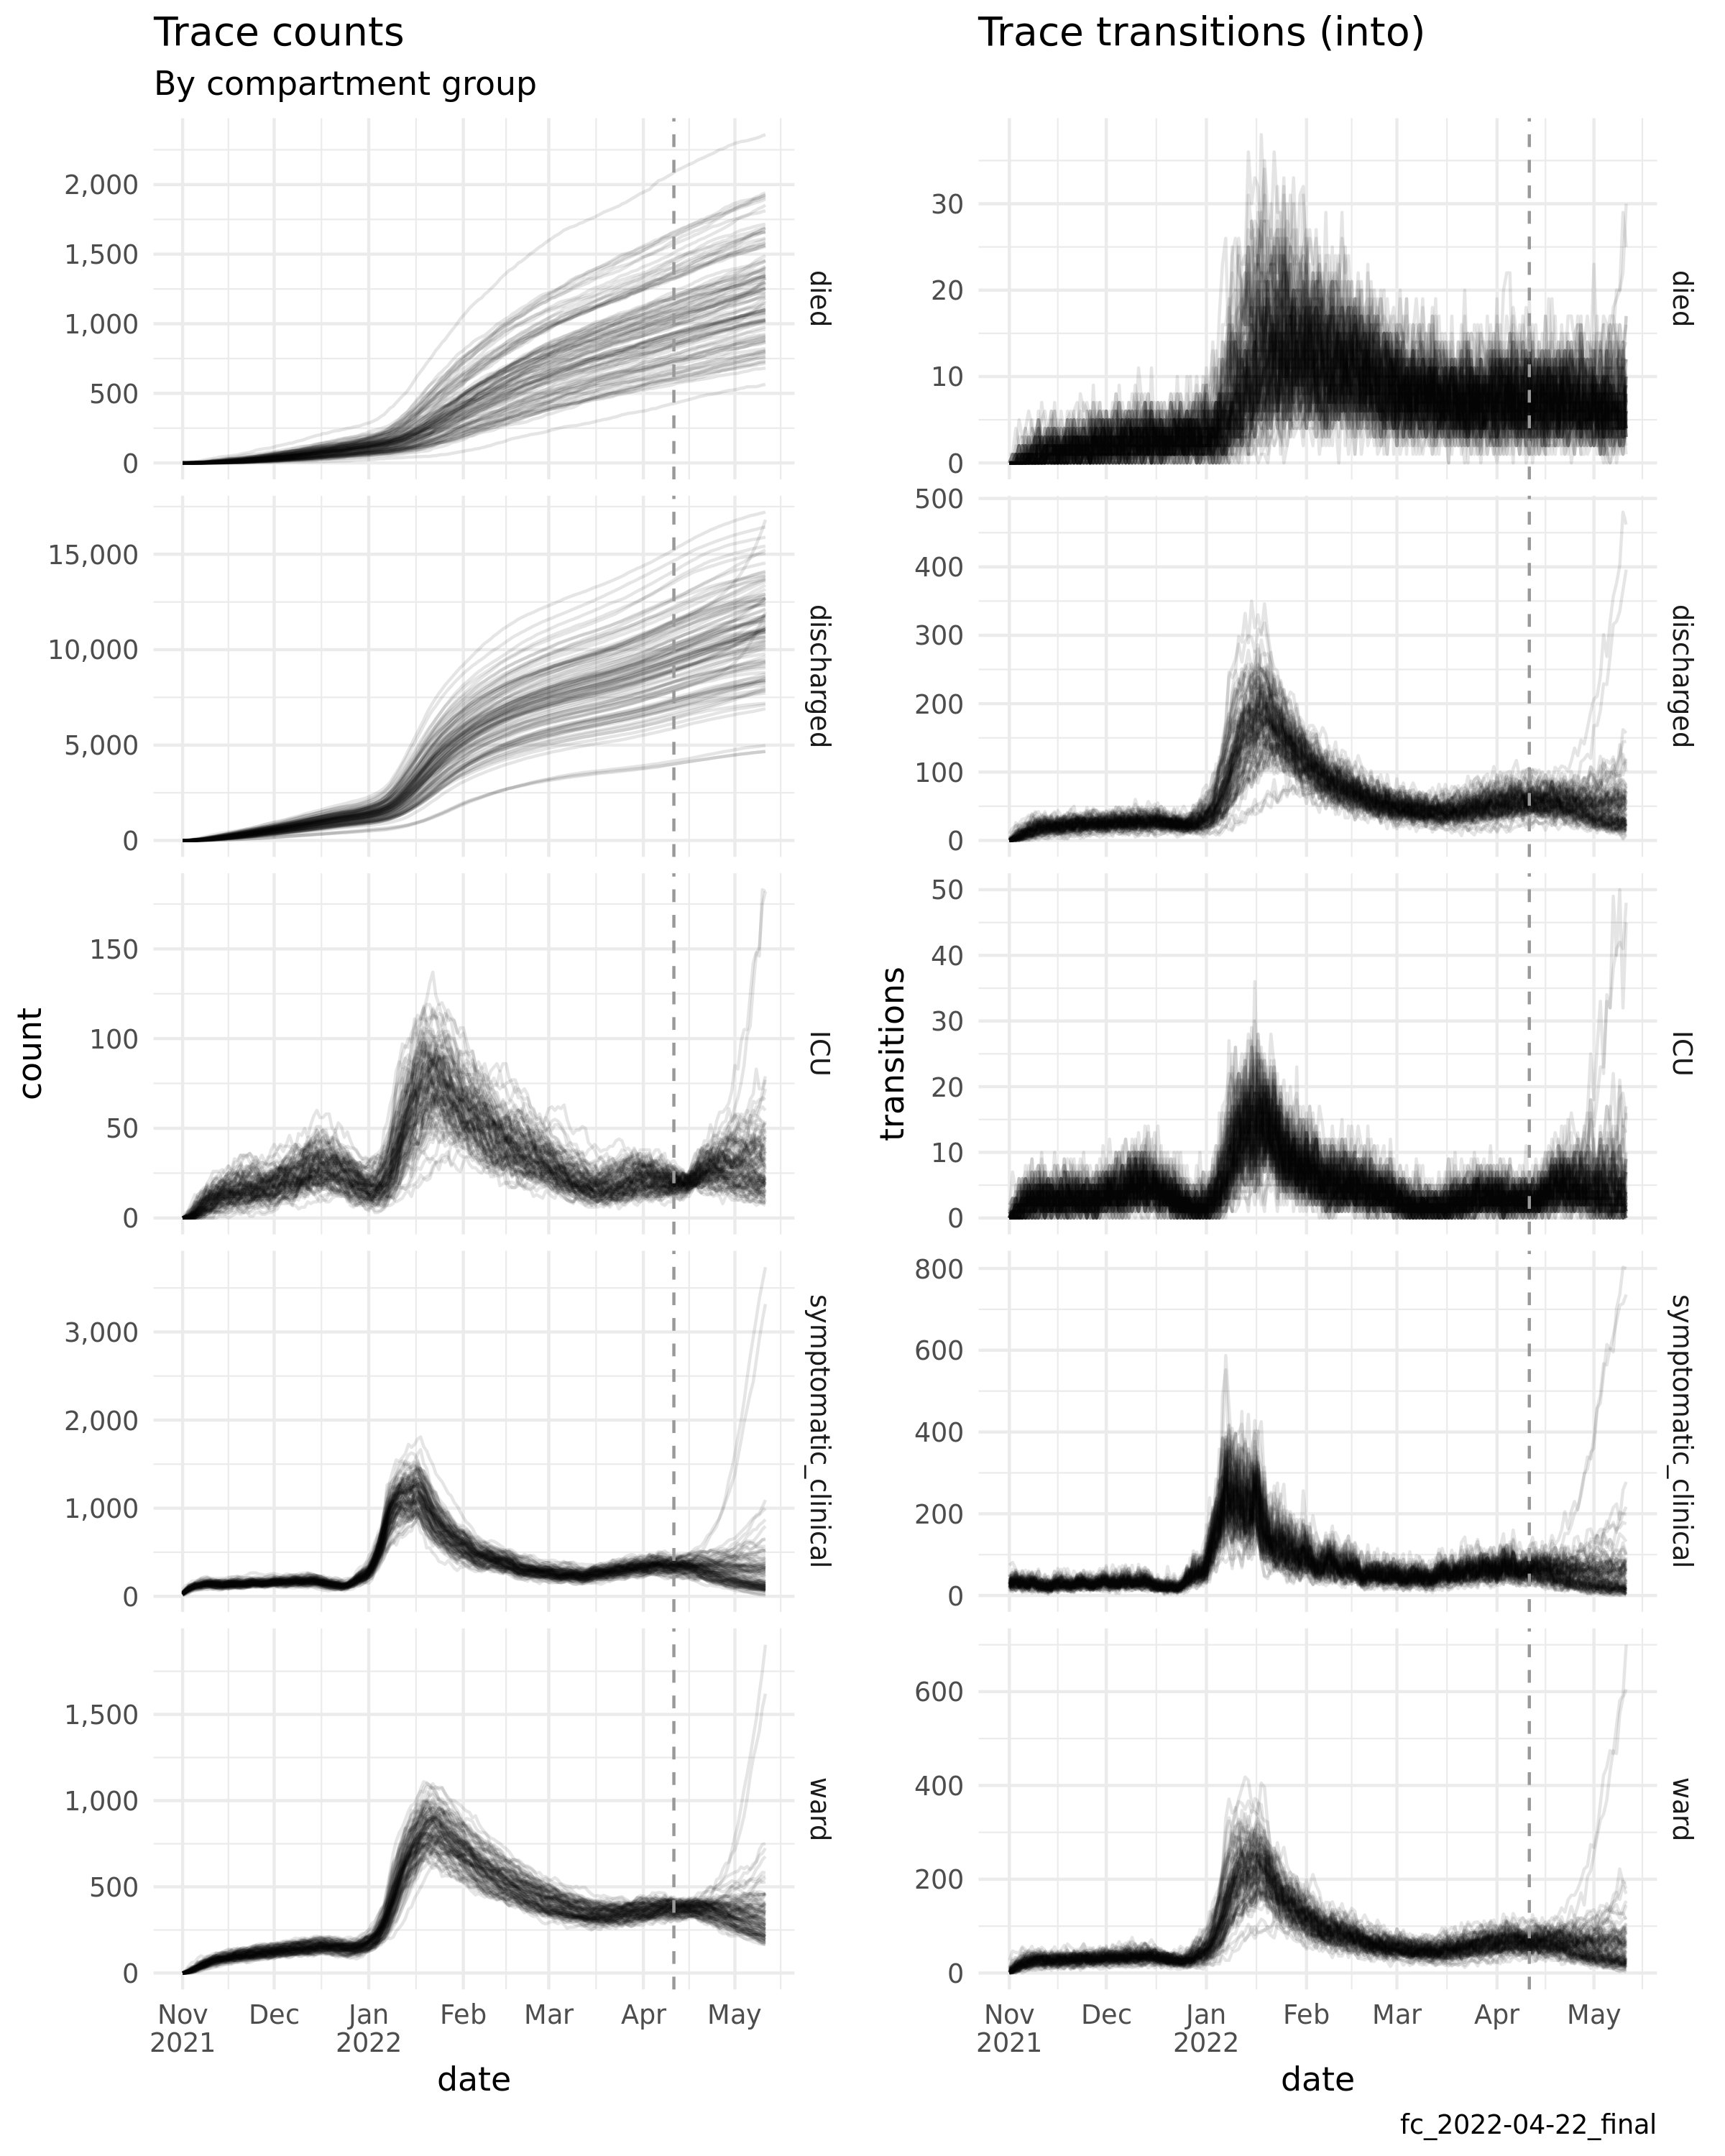 Trace counts
By compartment group
2,000
1,500
1,000
500
0
died
15,000
10,000
5,000
0
discharged
150
100
50
0
ICU
3,000
2,000
1,000
0
symptomatic_clinical
1,500
1,000
500
0
ward
count
Nov Dec Jan Feb Mar Apr May
2021 2022
date
Trace transitions (into)
30
20
10
0
died
500
400
300
200
100
0
discharged
50
40
30
20
10
0
ICU
800
600
400
200
0
symptomatic_clinical
600
400
200
0
ward
transitions
Nov Dec Jan Feb Mar Apr May
2021 2022
date
fc_2022-04-22_final